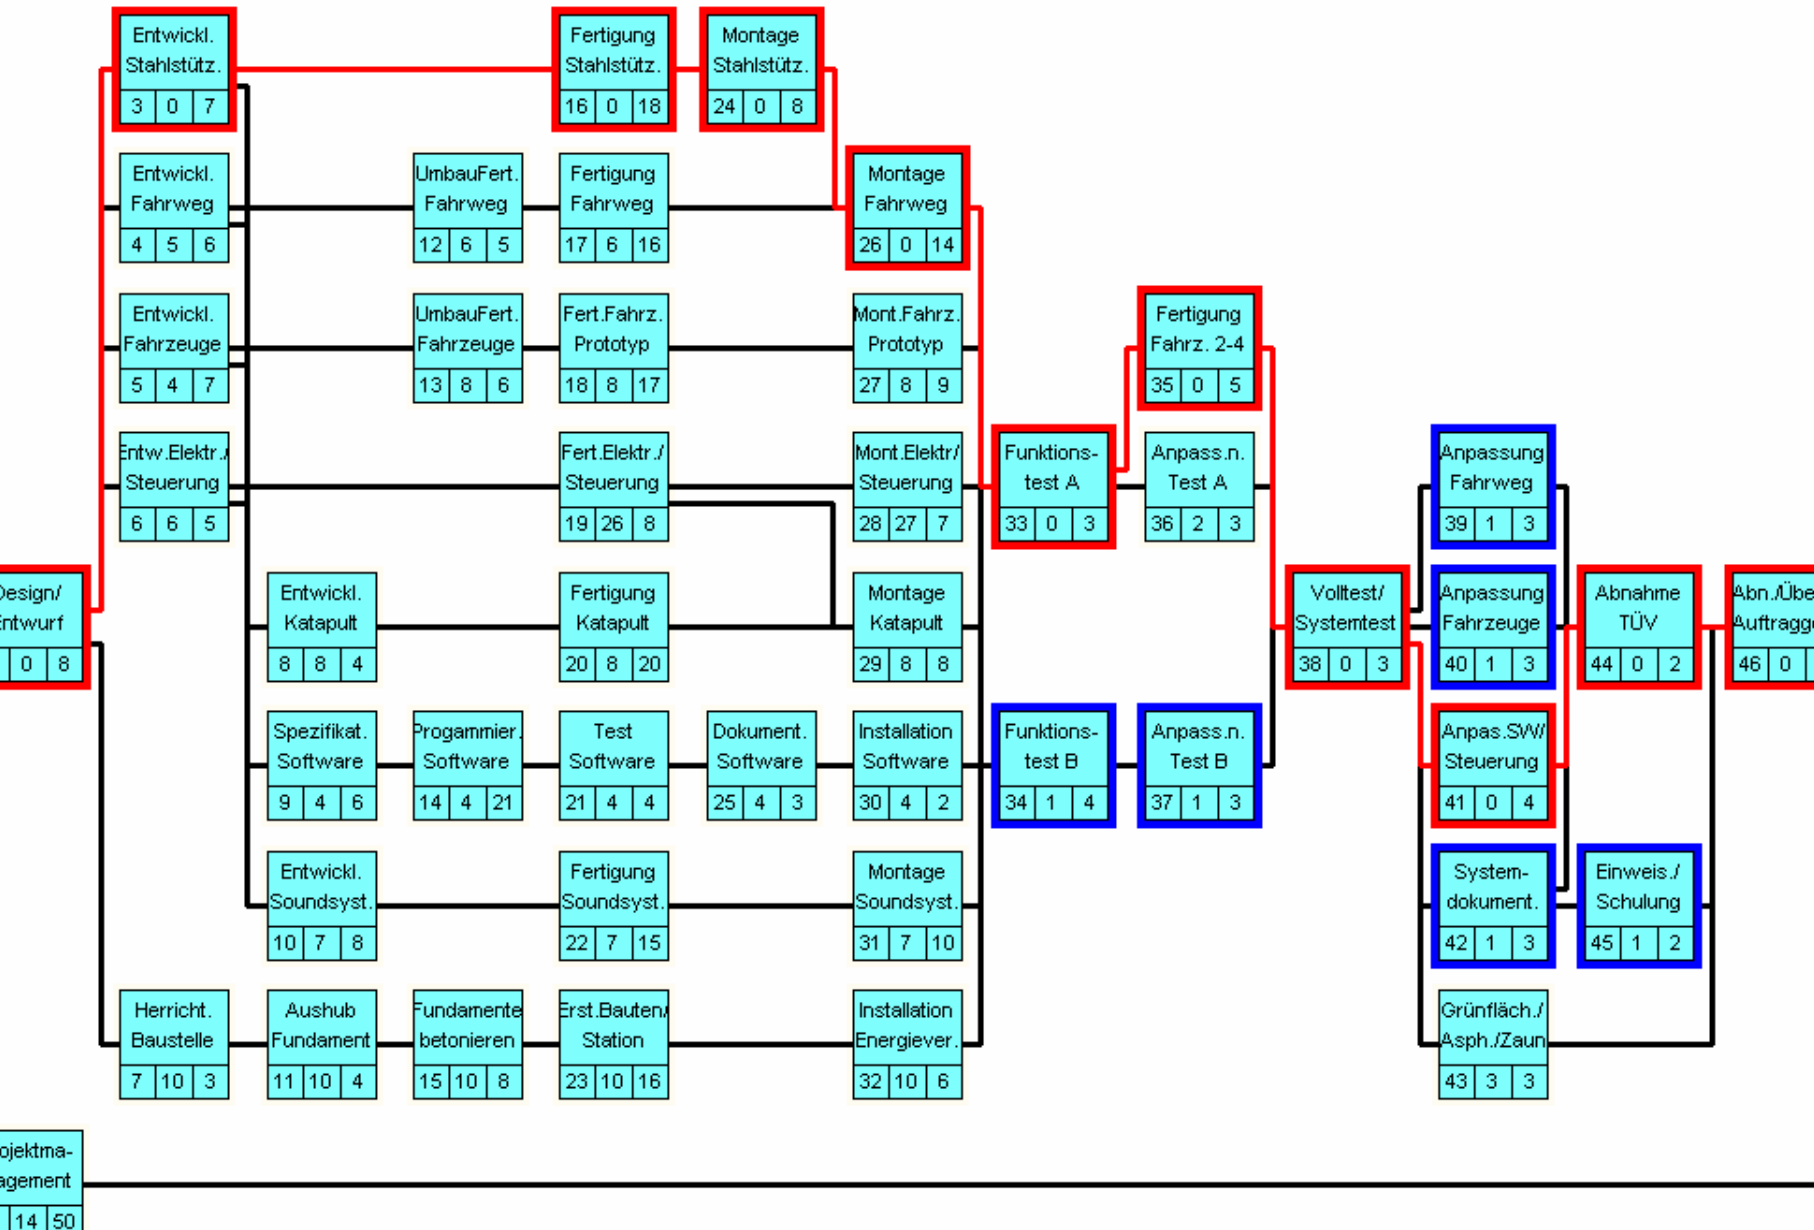 Entwickl.
Stahlstütz.
3 0 7
Fertigung
Stahlstütz.
16 0 18
Montage
Stahlstütz.
24 0 8
Entwickl.
Fahrweg
4 5 6
UmbauFert.
Fahrweg
12 6 5
Fertigung
Fahrweg
17 6 16
Montage
Fahrweg
26 0 14
Entwickl.
Fahrzeuge
5 4 7
UmbauFert.
Fahrzeuge
13 8 6
Fert.Fahrz.
Prototyp
18 8 17
Mont.Fahrz.
Prototyp
27 8 9
Fertigung
Fahrz. 2-4
35 0 5
Entw.Elektr./
Steuerung
6 6 5
Fert.Elektr./
Steuerung
19 26 8
Mont.Elektr/
Steuerung
28 27 7
Funktions-
test A
33 0 3
Anpass.n.
Test A
36 2 3
Anpassung
Fahrweg
39 1 3
Design/
Entwurf
0 8
Entwickl.
Katapult
8 8 4
Fertigung
Katapult
20 8 20
Montage
Katapult
29 8 8
Volltest/
Systemtest
38 0 3
Anpassung
Fahrzeuge
40 1 3
Abnahme
TÜV
44 0 2
Abn./Übe
Auftragge
46 0
Spezifikat.
Software
9 4 6
Progammier.
Software
14 4 21
Test
Software
21 4 4
Dokument.
Software
25 4 3
Installation
Software
30 4 2
Funktions-
test B
34 1 4
Anpass.n.
Test B
37 1 3
Anpas.SW/
Steuerung
41 0 4
Entwickl.
Soundsyst.
10 7 8
Fertigung
Soundsyst.
22 7 15
Montage
Soundsyst.
31 7 10
System-
dokument.
42 1 3
Einweis./
Schulung
45 1 2
Herricht.
Baustelle
7 10 3
Aushub
Fundament
11 10 4
Fundamente
betonieren
15 10 8
Erst.Bauten/
Station
23 10 16
Installation
Energiever.
32 10 6
Grünfläch./
Asph./Zaun
43 3 3
ojektma-
agement
14 50